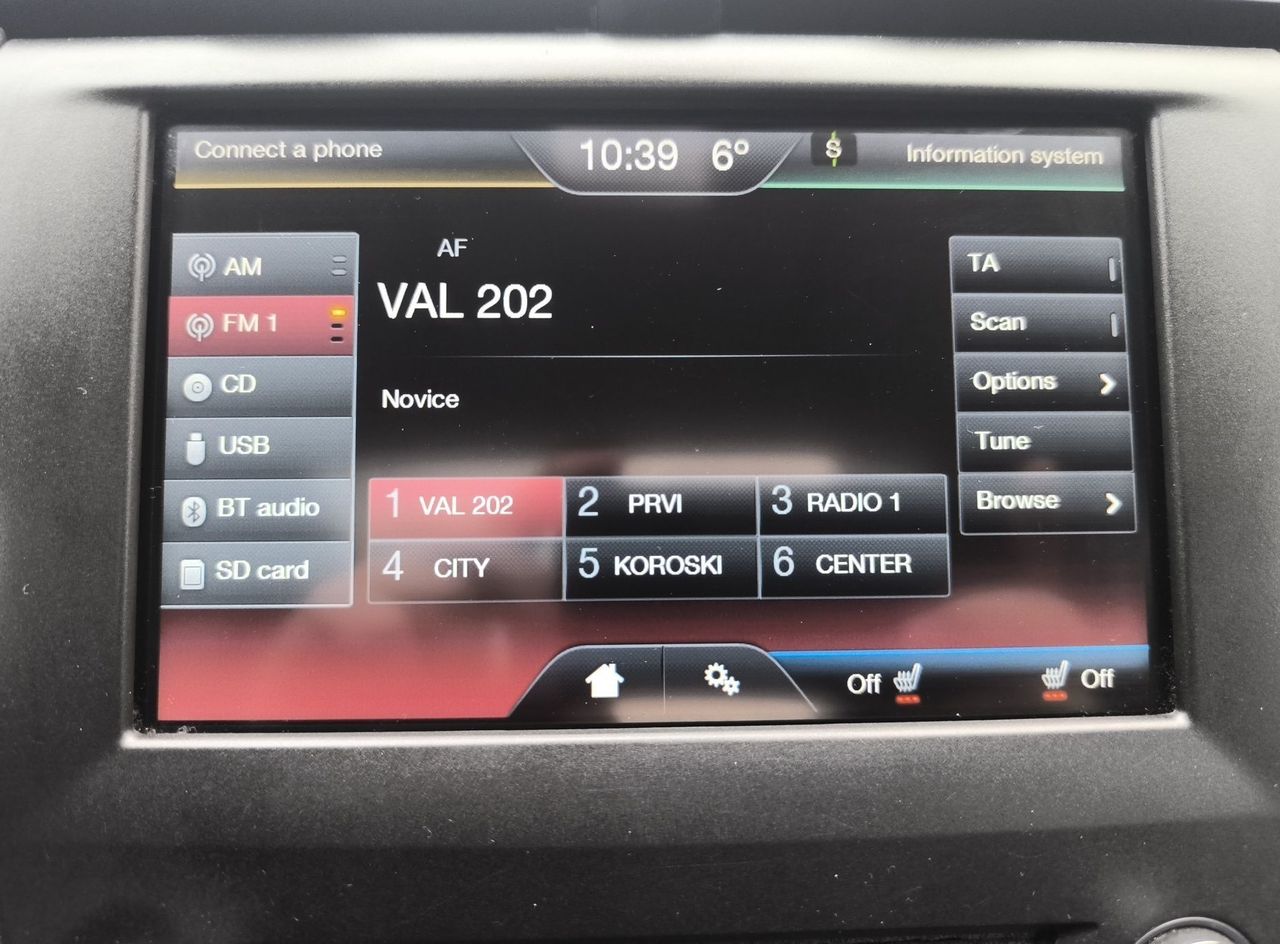 Connect a phone
10:39 6°
S
Information system
AM
FM 1
CD
USB
BT audio
SD card
AF
VAL 202
Novice
1 VAL 202
2 PRVI
3 RADIO 1
4 CITY
5 KOROSKI
6 CENTER
TA
Scan
Options
Tune
Browse
Off
Off